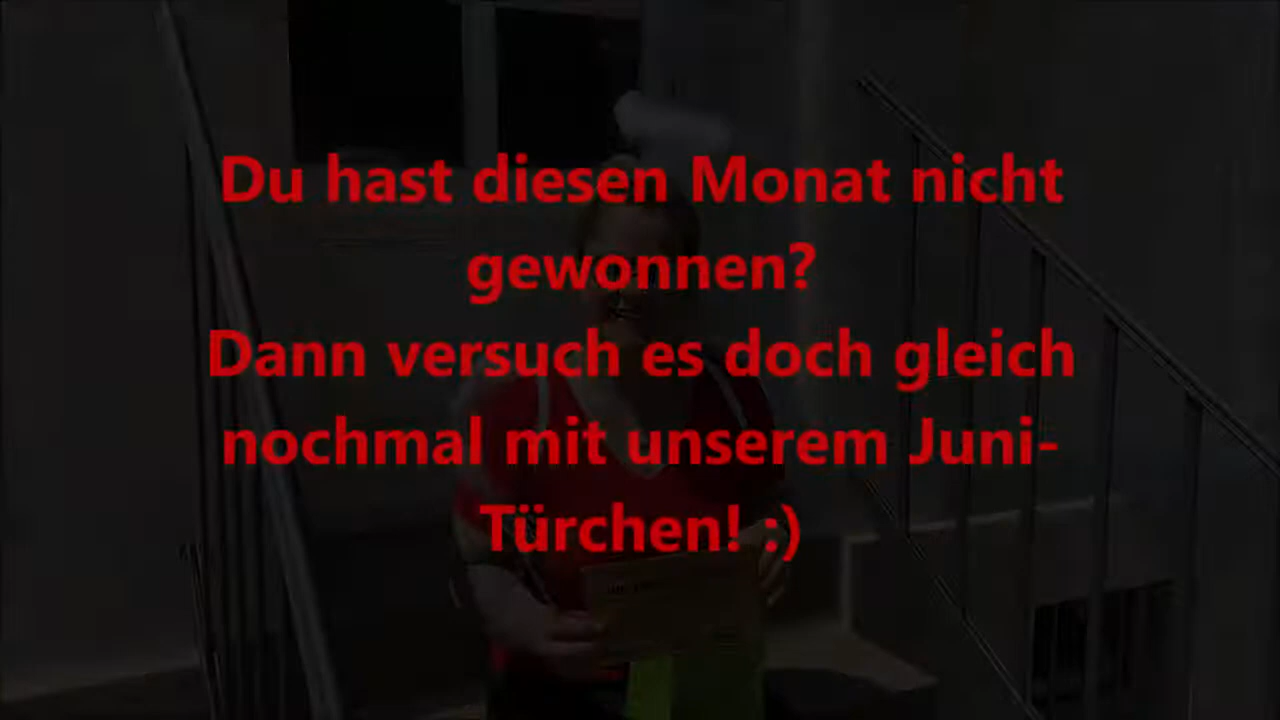 Du hast diesen Monat nicht
gewonnen?
Dann versuch es doch gleich
nochmal mit unserem Juni-
Türchen! :)